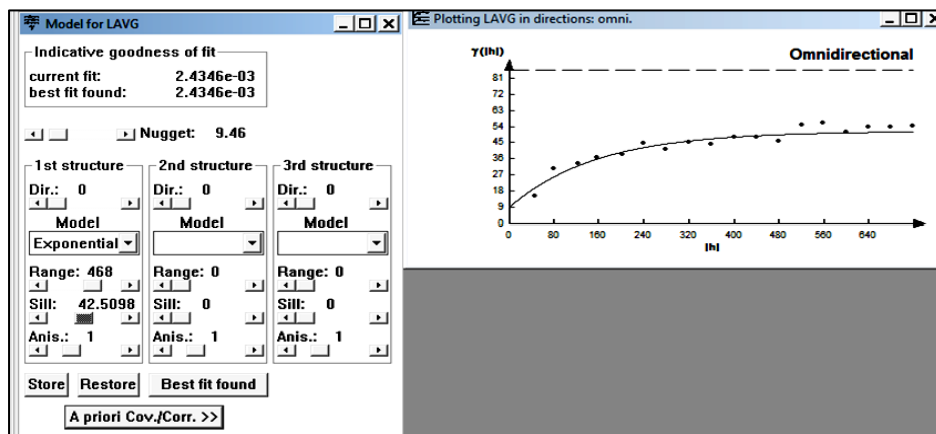 Model for LAVG
Indicative goodness of fit
current fit: 2.4346e-03
best fit found: 2.4346e-03
Nugget: 9.46
1st structure
Dir.: 0
Model
Exponential
Range: 468
Sill: 42.5098
Anis.: 1
2nd structure
Dir.: 0
Model
Range: 0
Sill: 0
Anis.: 1
3rd structure
Dir.: 0
Model
Range: 0
Sill: 0
Anis.: 1
Store Restore Best fit found
A priori Cov./Corr. >>
Plotting LAVG in directions: omni.
γ(|h|)
Omnidirectional
81
72
63
54
45
36
27
18
9
0
0 80 160 240 320 400 480 560 640
|h|